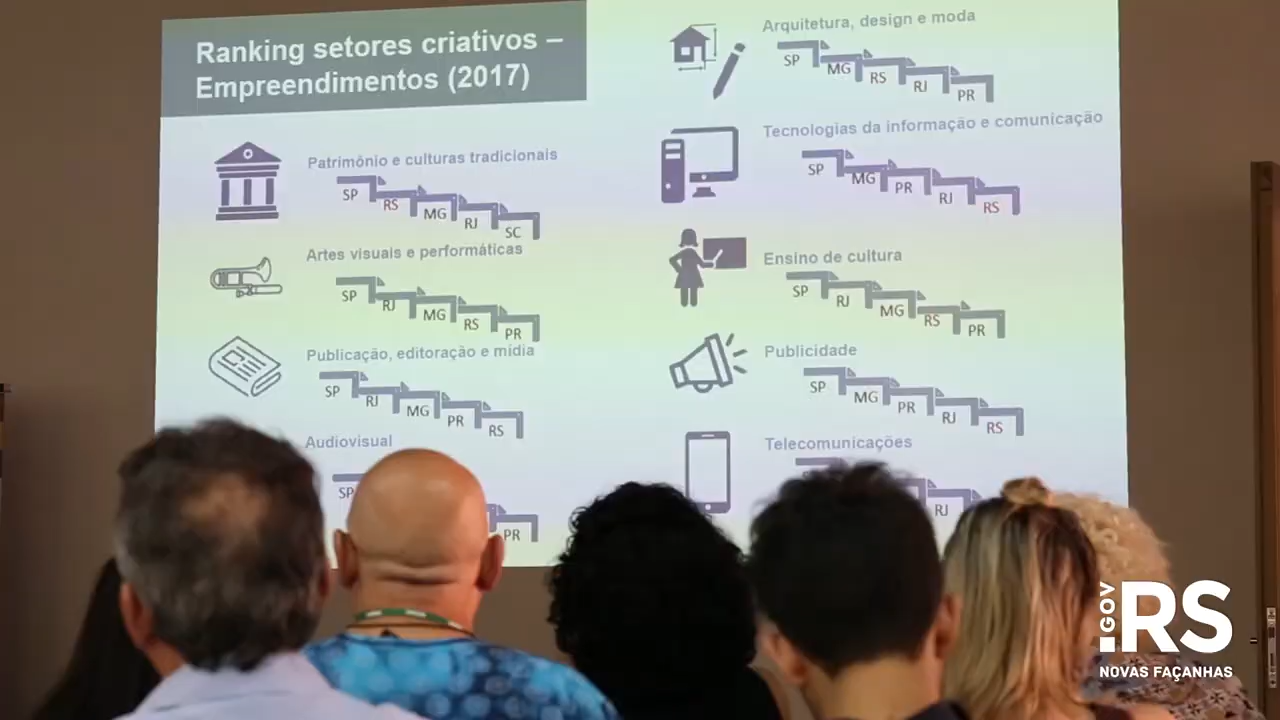 Ranking setores criativos –
Empreendimentos (2017)
Patrimônio e culturas tradicionais
SP
RS
MG
RJ
SC
Artes visuais e performáticas
SP
RJ
MG
RS
PR
Publicação, editoração e mídia
SP
RJ
MG
PR
RS
Audiovisual
SP
PR
Arquitetura, design e moda
SP
MG
RS
RJ
PR
Tecnologias da informação e comunicação
SP
MG
PR
RJ
RS
Ensino de cultura
SP
RJ
MG
RS
PR
Publicidade
SP
MG
PR
RJ
RS
Telecomunicações
RJ
.GOV
RS
NOVAS FAÇANHAS